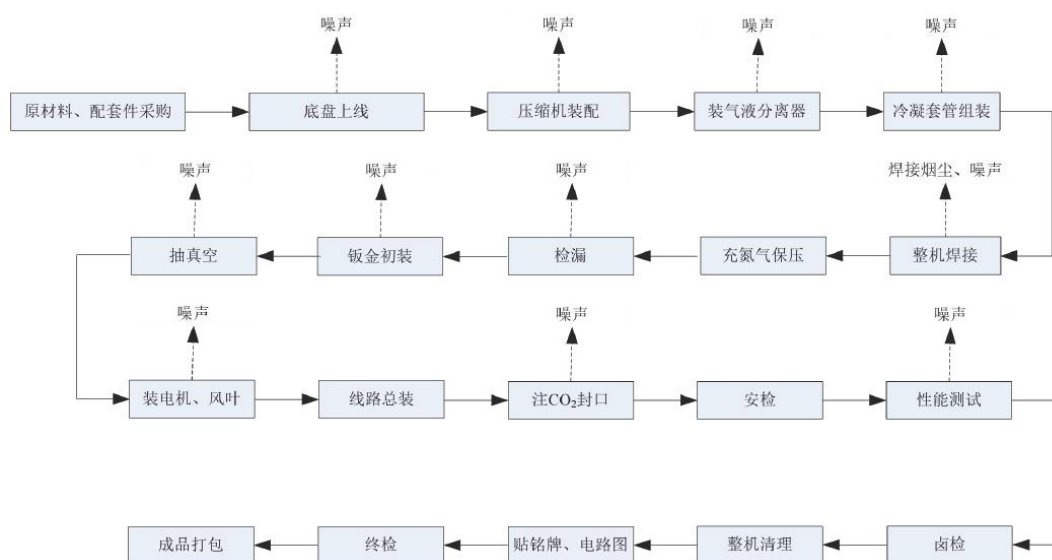 噪声
噪声
噪声
噪声
原材料、配套件采购
底盘上线
压缩机装配
装气液分离器
冷凝套管组装
噪声
噪声
噪声
焊接烟尘、噪声
抽真空
钣金初装
检漏
充氮气保压
整机焊接
噪声
噪声
噪声
装电机、风叶
线路总装
注CO₂封口
安检
性能测试
成品打包
终检
贴铭牌、电路图
整机清理
卤检